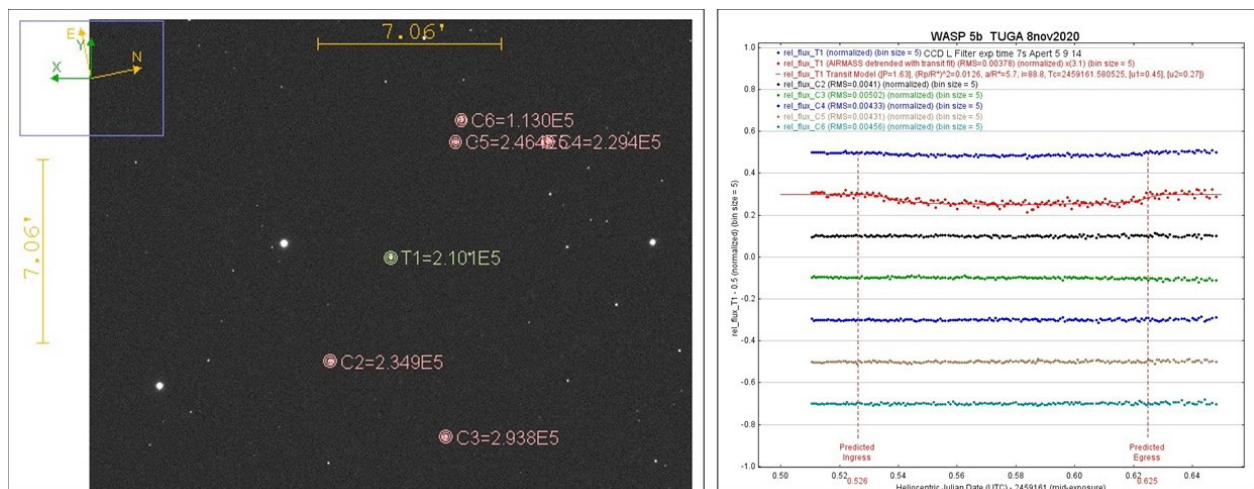 7.06'
E
Y
N
X
C6=1.130E5
C5=2.464E5
C4=2.294E5
7.06'
T1=2.101E5
C2=2.349E5
C3=2.938E5
WASP 5b TUGA 8nov2020
rel_flux_T1 (normalized) (bin size = 5) CCD L Filter exp time 7s Apert 5 9 14
rel_flux_T1 (AIRMASS detrended with transit fit) (RMS=0.00378) (normalized) x(3.1) (bin size = 5)
rel_flux_T1 Transit Model ([P=1.63], (Rp/R*)^2=0.0126, a/R*=5.7, i=88.8, Tc=2459161.580525, [u1=0.45], [u2=0.27])
rel_flux_C2 (RMS=0.0041) (normalized) (bin size = 5)
rel_flux_C3 (RMS=0.00502) (normalized) (bin size = 5)
rel_flux_C4 (RMS=0.00433) (normalized) (bin size = 5)
rel_flux_C5 (RMS=0.00431) (normalized) (bin size = 5)
rel_flux_C6 (RMS=0.00456) (normalized) (bin size = 5)
1.0
0.8
0.6
0.4
0.2
0.0
-0.2
-0.4
-0.6
-0.8
-1.0
rel_flux_T1 - 0.5 (normalized) (bin size = 5)
Predicted
Ingress
Predicted
Egress
0.50 0.52 0.54 0.56 0.58 0.60 0.62 0.64
0.526 0.625
Heliocentric Julian Date (UTC) - 2459161 (mid-exposure)